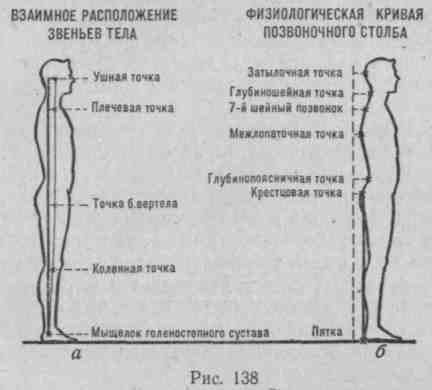 ВЗАИМНОЕ РАСПОЛОЖЕНИЕ
ЗВЕНЬЕВ ТЕЛА
Ушная точка
Плечевая точка
Точка б.вертела
Коленная точка
Мыщелок голеностопного сустава
а
ФИЗИОЛОГИЧЕСКАЯ КРИВАЯ
ПОЗВОНОЧНОГО СТОЛБА
Затылочная точка
Глубиношейная точка
7-й шейный позвонок
Межлопаточная точка
Глубинопоясничная точка
Крестцовая точка
Пятка
б
Рис. 138